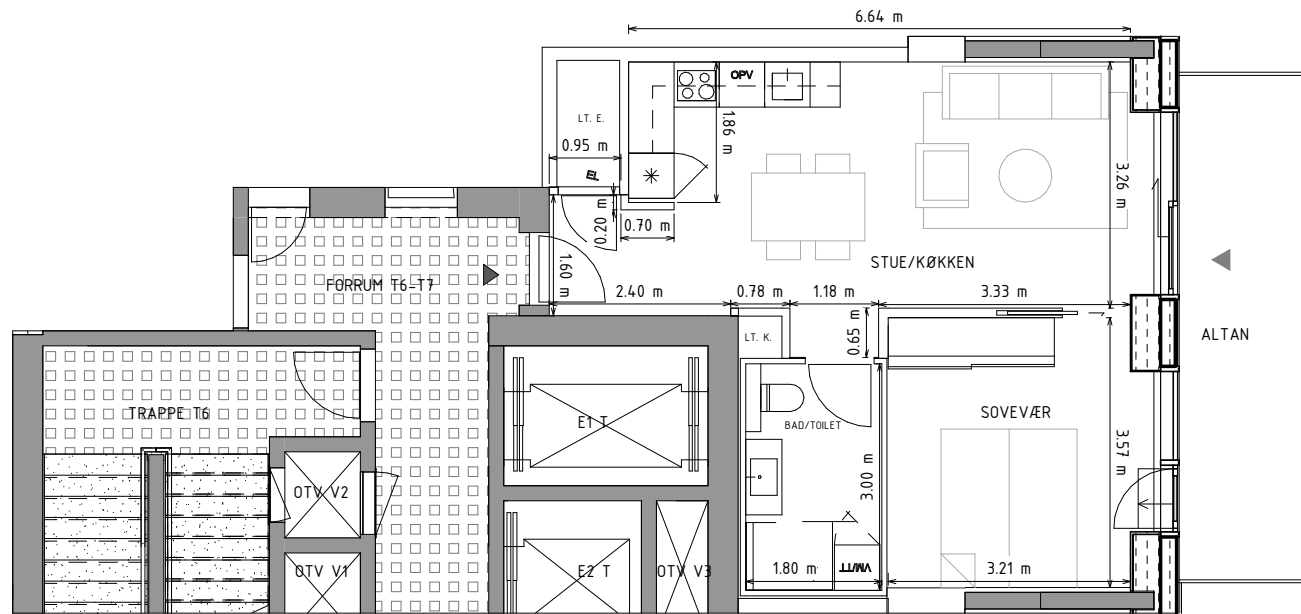 6.64 m
OPV
LT. E.
0.95 m
EL
1.86 m
3.26 m
0.20 m
0.70 m
STUE/KØKKEN
FORRUM T6-T7
1.60 m
2.40 m
0.78 m
1.18 m
3.33 m
0.65 m
LT. K.
ALTAN
TRAPPE T6
E1 T
BAD/TOILET
SOVEVÆR
3.57 m
3.00 m
OTV V2
OTV V1
E2 T
OTV V3
1.80 m
VM/TT
3.21 m